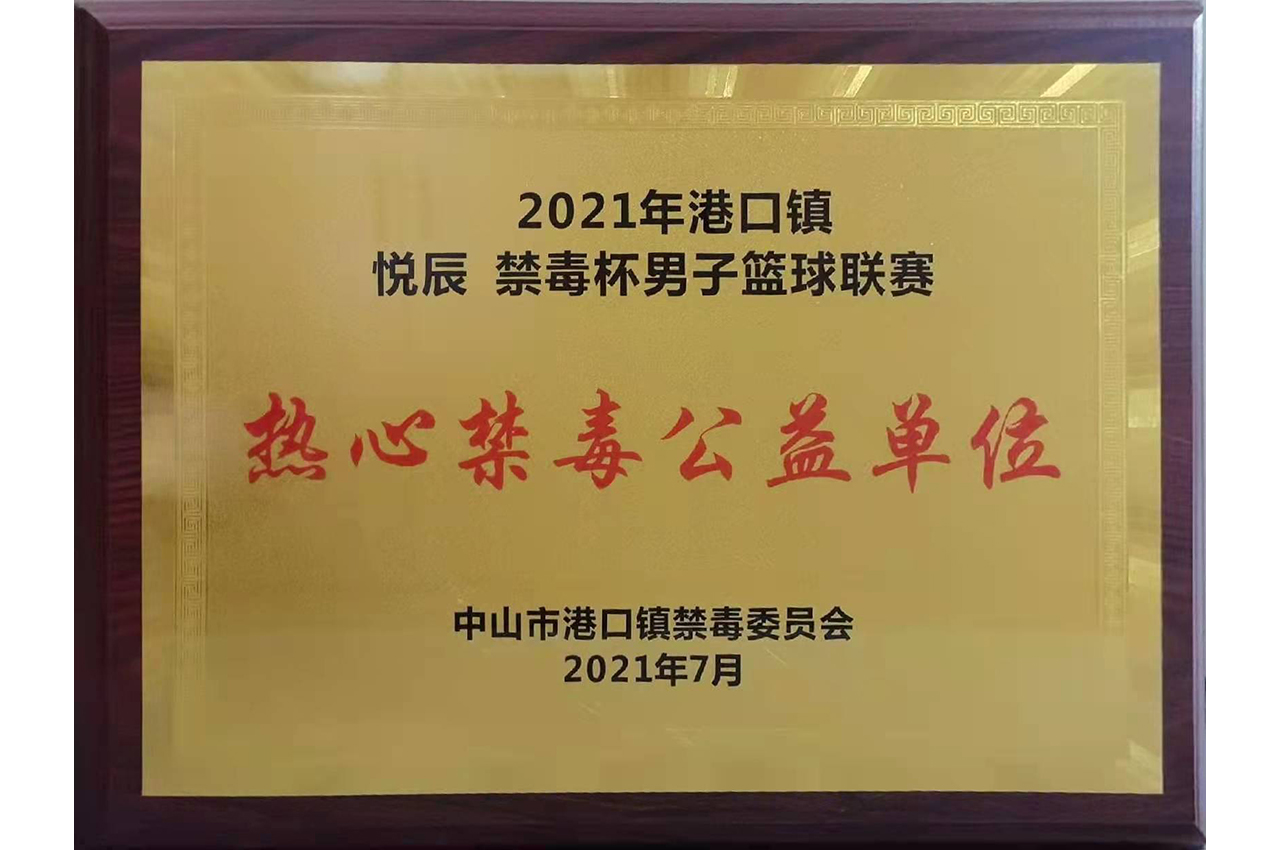 2021年港口镇
悦辰 禁毒杯男子篮球联赛
热心禁毒公益单位
中山市港口镇禁毒委员会
2021年7月